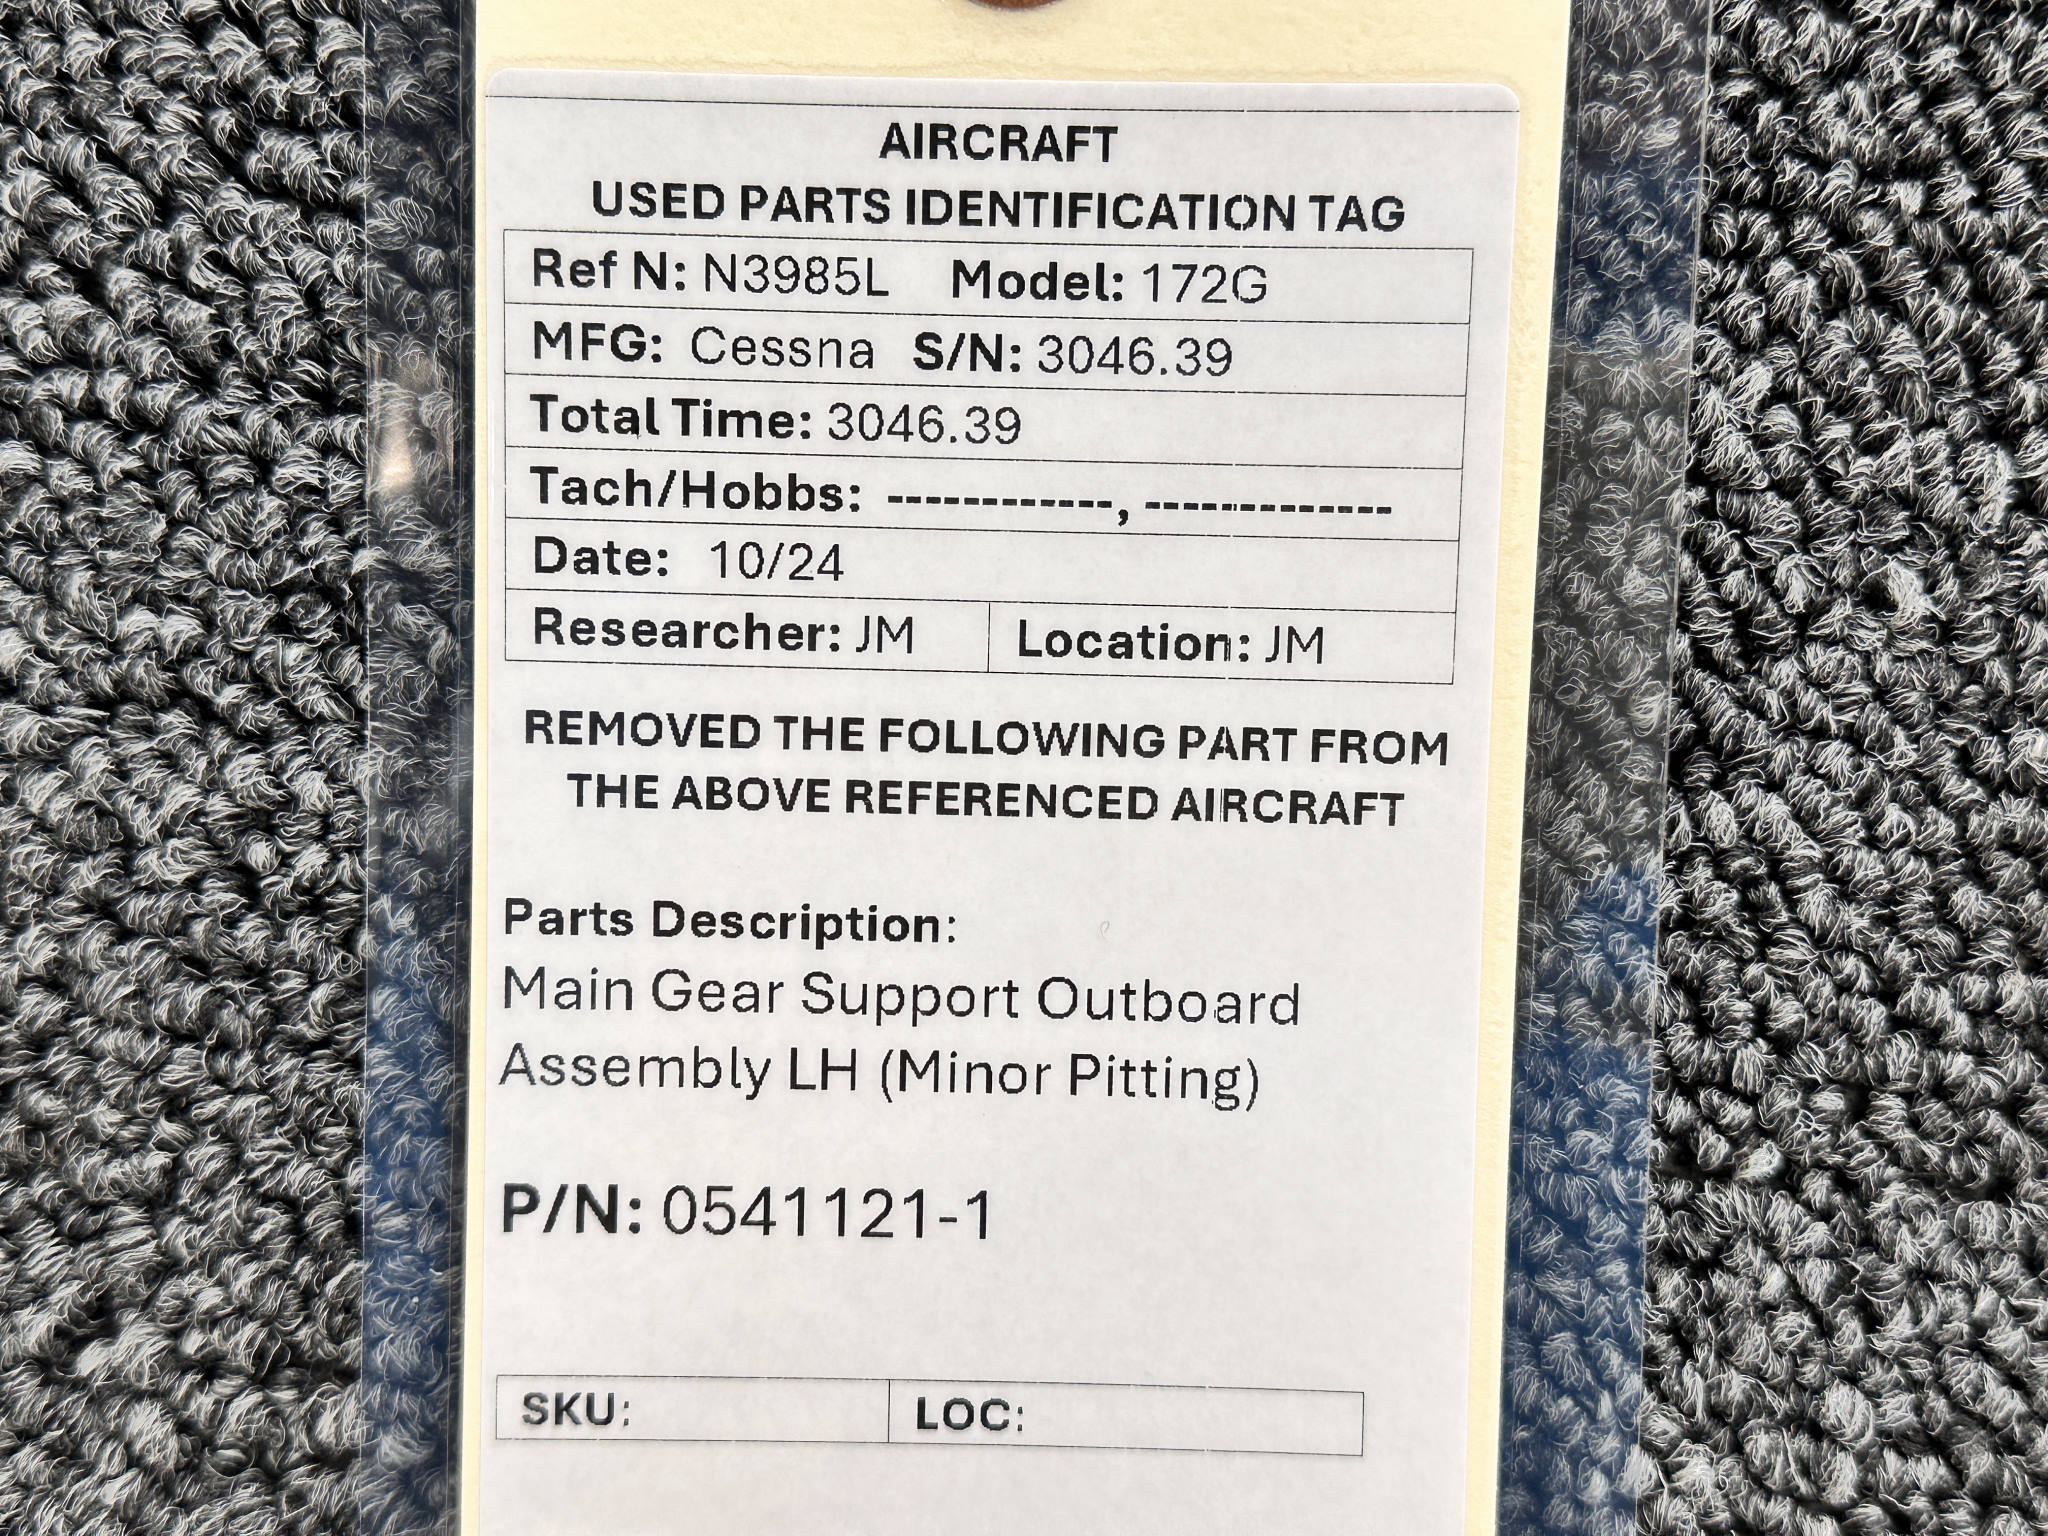 AIRCRAFT
USED PARTS IDENTIFICATION TAG
Ref N: N3985L Model: 172G
MFG: Cessna S/N: 3046.39
Total Time: 3046.39
Tach/Hobbs: ------------, -------------
Date: 10/24
Researcher: JM Location: JM
REMOVED THE FOLLOWING PART FROM
THE ABOVE REFERENCED AIRCRAFT
Parts Description:
Main Gear Support Outboard
Assembly LH (Minor Pitting)
P/N: 0541121-1
SKU: LOC: